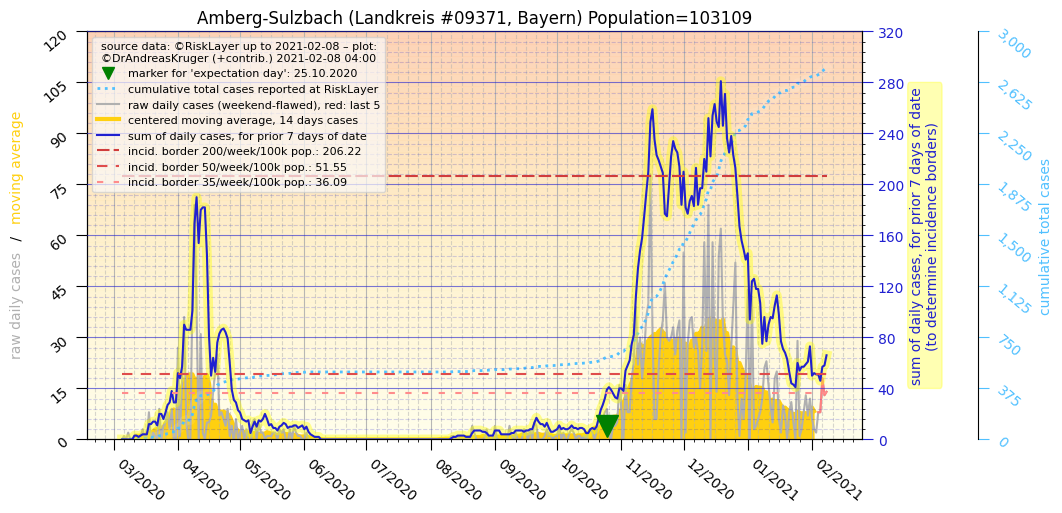 Amberg-Sulzbach (Landkreis #09371, Bayern) Population=103109
source data: ©RiskLayer up to 2021-02-08 – plot:
©DrAndreasKruger (+contrib.) 2021-02-08 04:00
marker for 'expectation day': 25.10.2020
cumulative total cases reported at RiskLayer
raw daily cases (weekend-flawed), red: last 5
centered moving average, 14 days cases
sum of daily cases, for prior 7 days of date
incid. border 200/week/100k pop.: 206.22
incid. border 50/week/100k pop.: 51.55
incid. border 35/week/100k pop.: 36.09
raw daily cases / moving average
120
105
90
75
60
45
30
15
0
03/2020
04/2020
05/2020
06/2020
07/2020
08/2020
09/2020
10/2020
11/2020
12/2020
01/2021
02/2021
320
280
240
200
160
120
80
40
0
sum of daily cases, for prior 7 days of date
(to determine incidence borders)
3,000
2,625
2,250
1,875
1,500
1,125
750
375
0
cumulative total cases